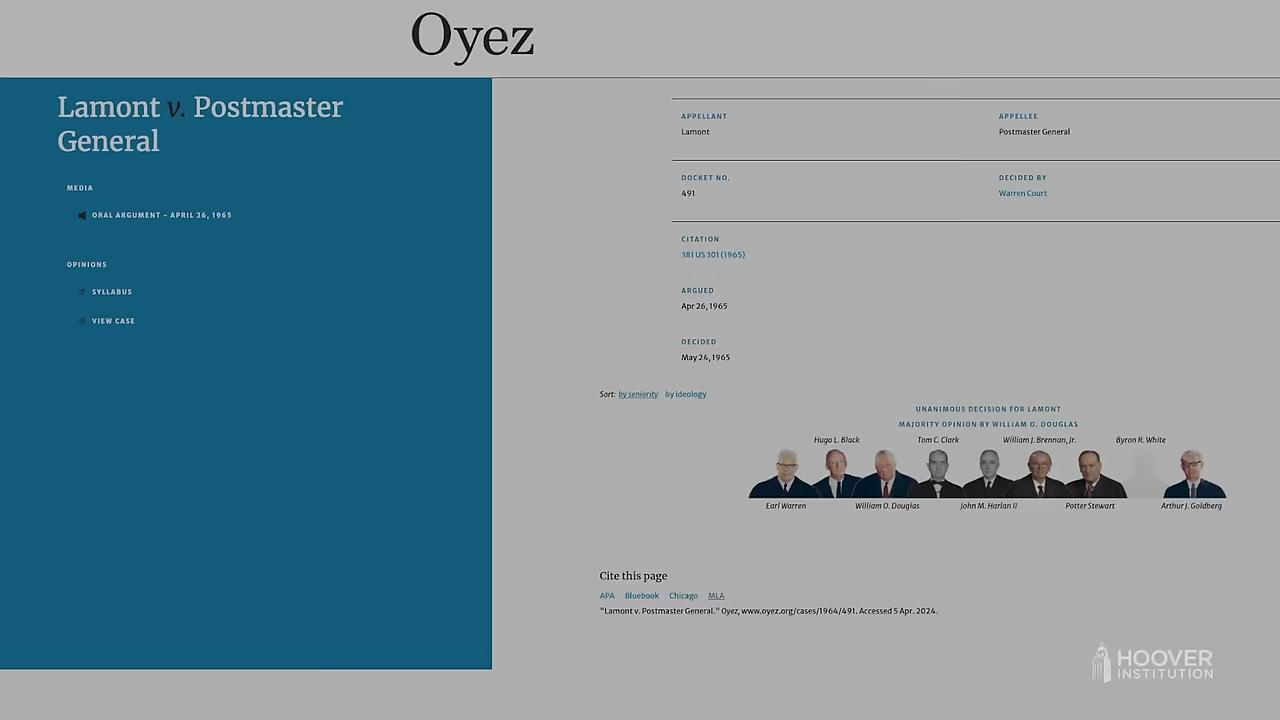 Oyez
Lamont v. Postmaster
General
MEDIA
ORAL ARGUMENT - APRIL 26, 1965
OPINIONS
SYLLABUS
VIEW CASE
APPELLANT
Lamont
APPELLEE
Postmaster General
DOCKET NO.
491
DECIDED BY
Warren Court
CITATION
381 US 301 (1965)
ARGUED
Apr 26, 1965
DECIDED
May 24, 1965
Sort: by seniority by ideology
UNANIMOUS DECISION FOR LAMONT
MAJORITY OPINION BY WILLIAM O. DOUGLAS
Hugo L. Black Tom C. Clark William J. Brennan, Jr. Byron R. White
Earl Warren William O. Douglas John M. Harlan II Potter Stewart Arthur J. Goldberg
Cite this page
APA Bluebook Chicago MLA
"Lamont v. Postmaster General." Oyez, www.oyez.org/cases/1964/491. Accessed 5 Apr. 2024.
HOOVER
INSTITUTION